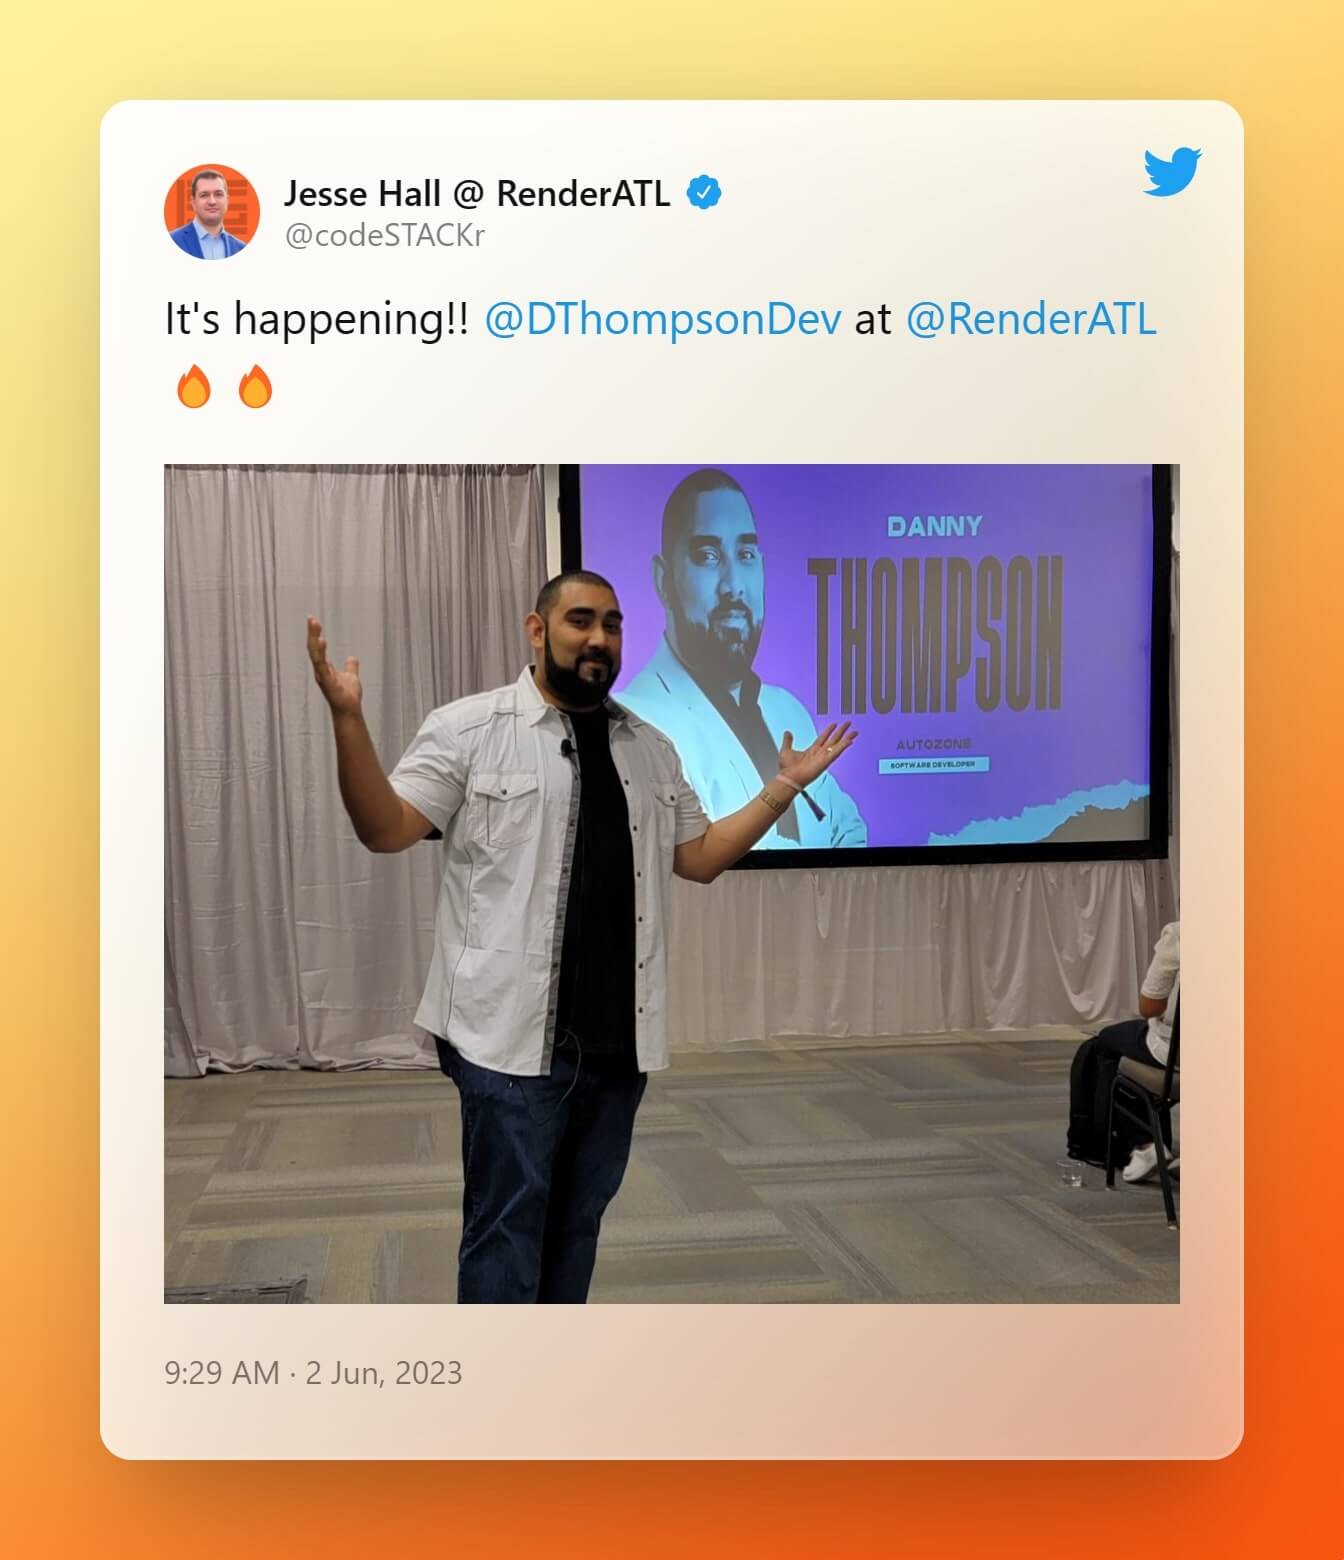 Jesse Hall @ RenderATL
@codeSTACKr
It's happening!! @DThompsonDev at @RenderATL
🔥 🔥
DANNY
THOMPSON
AUTOZONE
SOFTWARE DEVELOPER
9:29 AM · 2 Jun, 2023